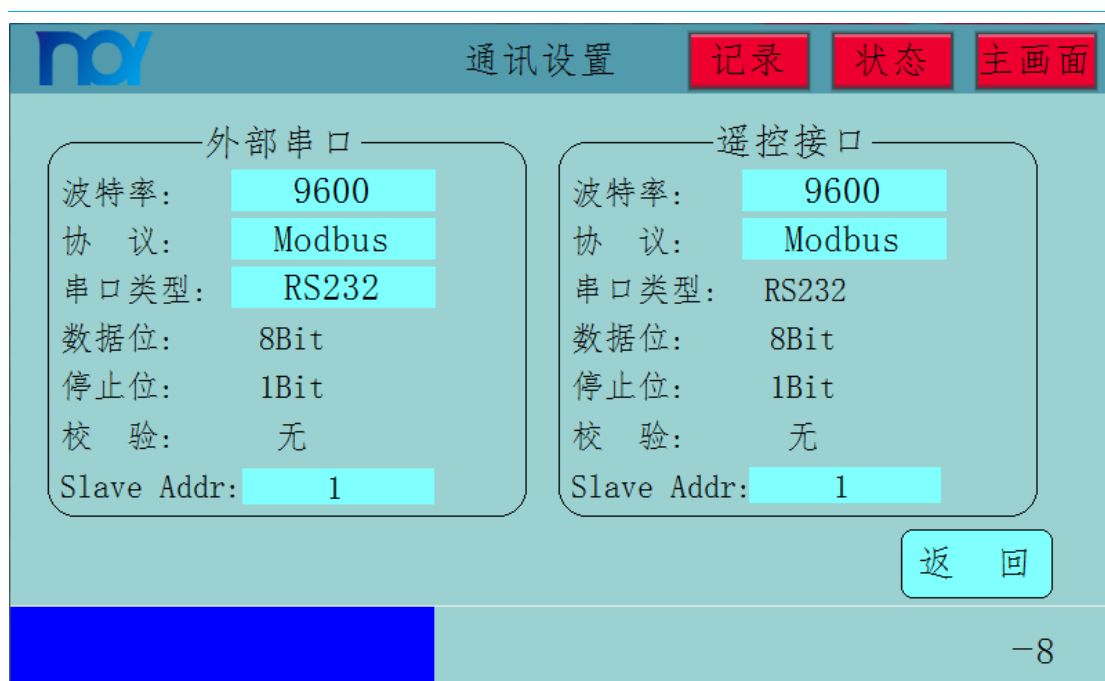 noy
通讯设置
记录
状态
主画面
外部串口
波特率: 9600
协 议: Modbus
串口类型: RS232
数据位: 8Bit
停止位: 1Bit
校 验: 无
Slave Addr: 1
遥控接口
波特率: 9600
协 议: Modbus
串口类型: RS232
数据位: 8Bit
停止位: 1Bit
校 验: 无
Slave Addr: 1
返 回
-8